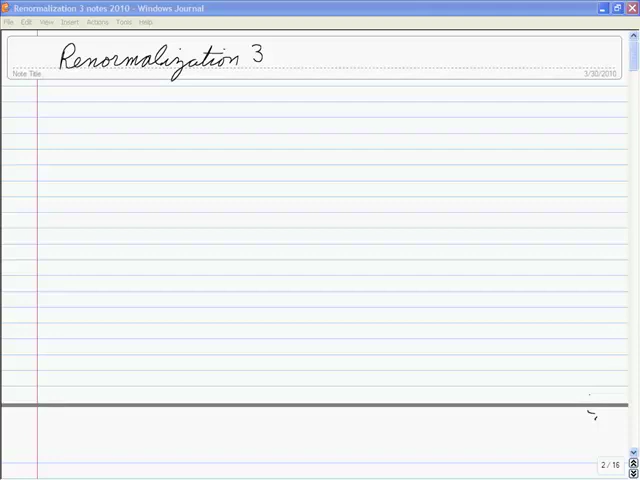 Renormalization 3 notes 2010 - Windows Journal
File Edit View Insert Actions Tools Help
Renormalization 3
Note Title 3/30/2010
2 / 16